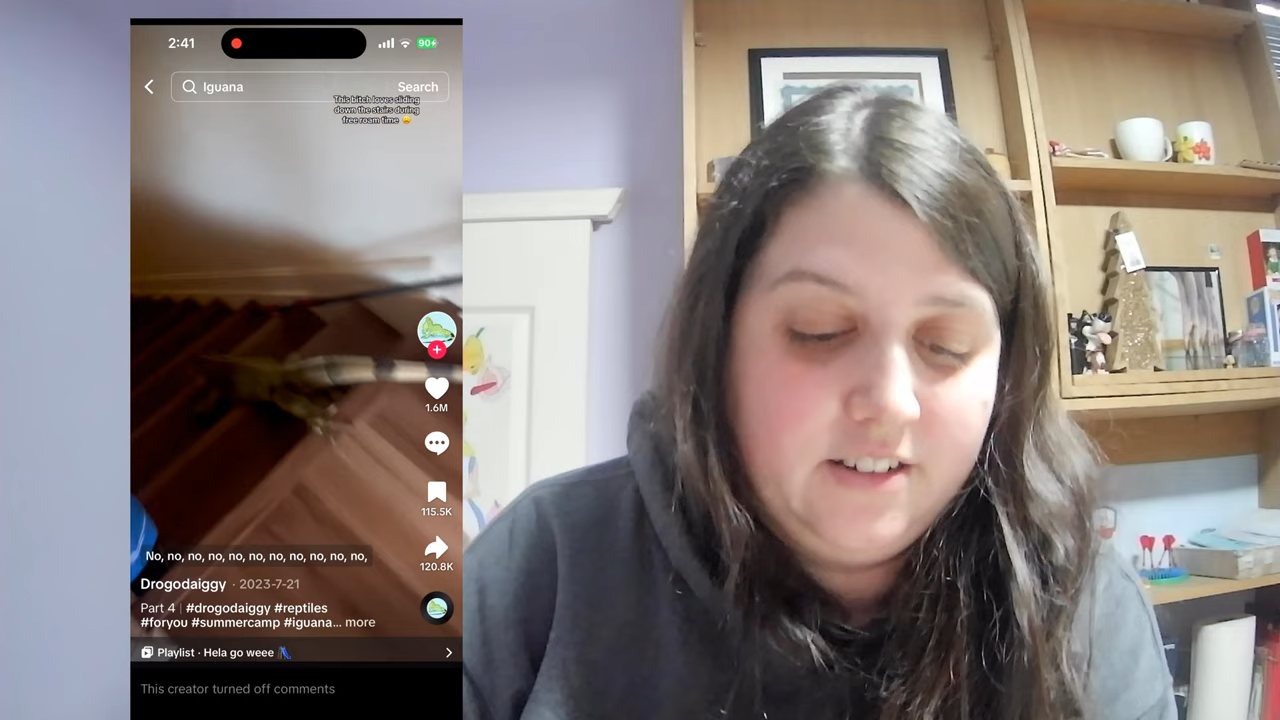 2:41
90
Iguana
Search
This bitch loves sliding
down the stairs during
free roam time 😄
1.6M
115.5K
120.8K
No, no, no, no, no, no, no, no, no, no, no,
Drogodaiggy · 2023-7-21
Part 4 | #drogodaiggy #reptiles
#foryou #summercamp #iguana... more
Playlist · Hela go weee
This creator turned off comments